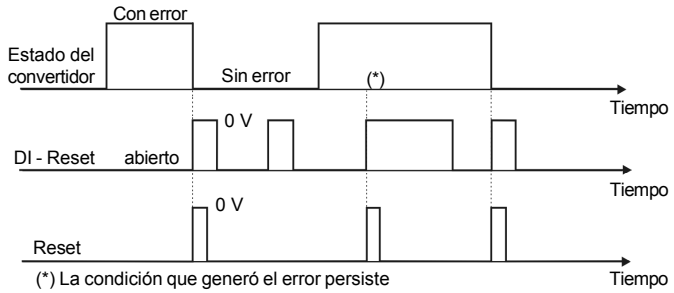 Con error
Estado del
convertidor
Sin error
(*)
Tiempo
0 V
DI - Reset
abierto
Tiempo
0 V
Reset
(*) La condición que generó el error persiste
Tiempo